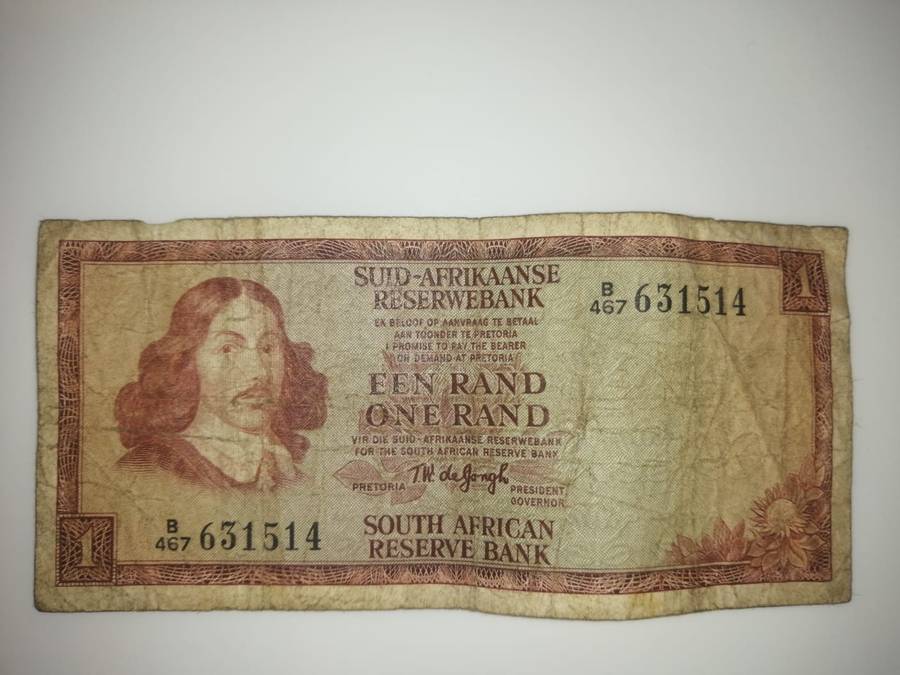 SUID-AFRIKAANSE
RESERWEBANK
B
467 631514
1
EK BELOOF OP AANVRAAG TE BETAAL
AAN TOONDER TE PRETORIA
I PROMISE TO PAY THE BEARER
ON DEMAND AT PRETORIA
EEN RAND
ONE RAND
VIR DIE SUID-AFRIKAANSE RESERWEBANK
FOR THE SOUTH AFRICAN RESERVE BANK
T.W. de Jongh
PRETORIA
PRESIDENT
GOVERNOR
1
B
467 631514
SOUTH AFRICAN
RESERVE BANK